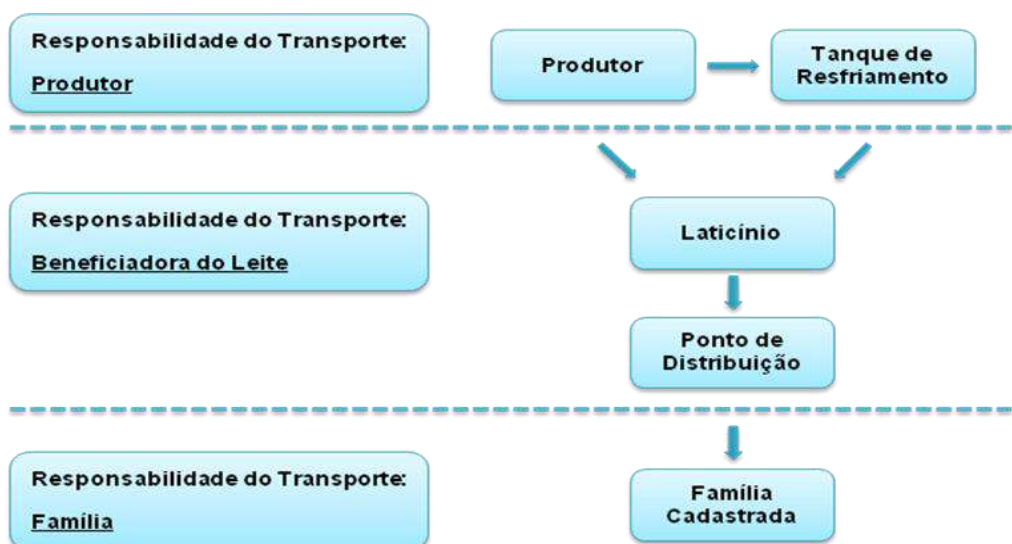 Responsabilidade do Transporte:
Produtor
Produtor
Tanque de
Resfriamento
Responsabilidade do Transporte:
Beneficiadora do Leite
Laticínio
Ponto de
Distribuição
Responsabilidade do Transporte:
Família
Família
Cadastrada